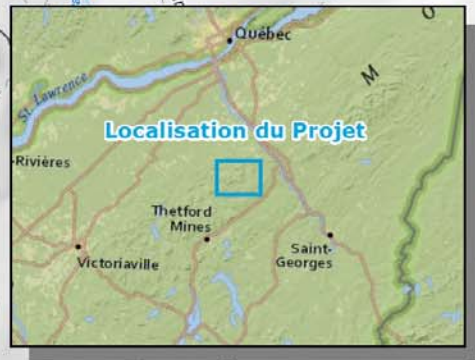 Québec
M
O
St. Lawrence
Localisation du Projet
-Rivières
Thetford
Mines
Saint-
Georges
Victoriaville